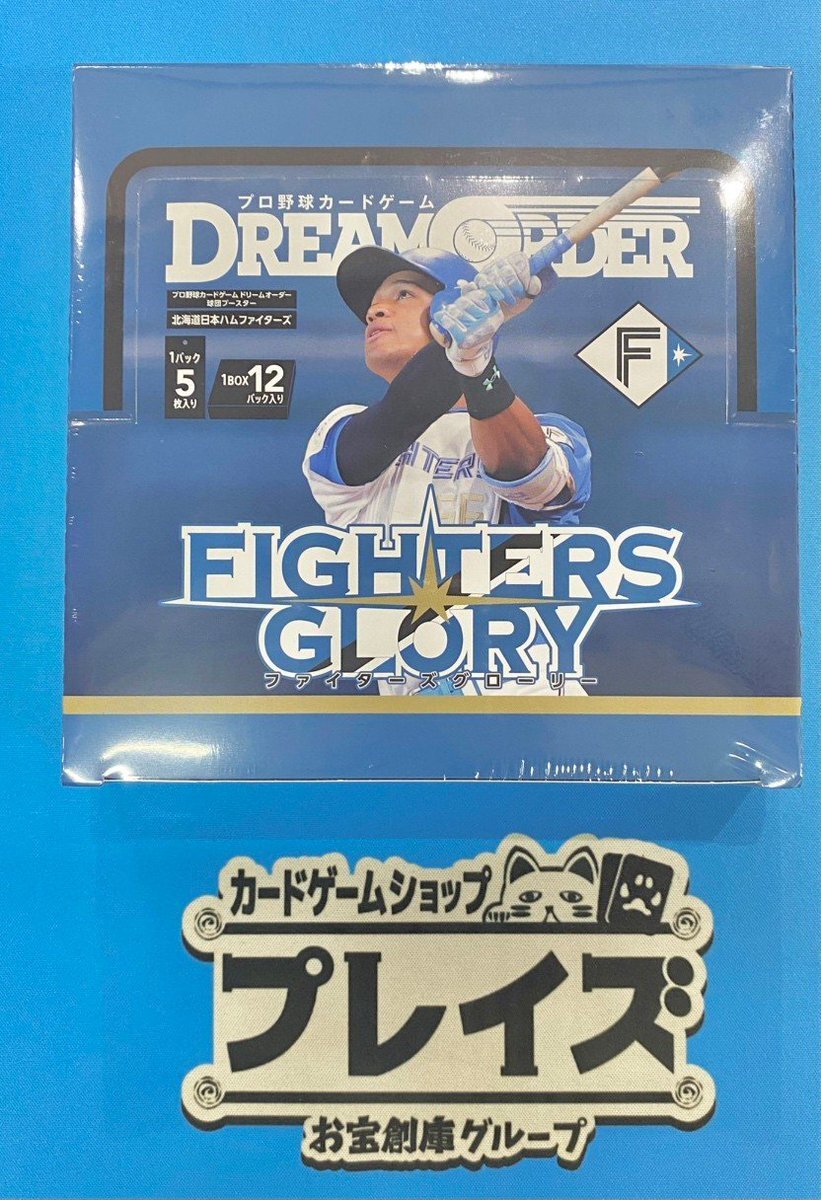 プロ野球カードゲーム
DREAM ORDER
プロ野球カードゲーム ドリームオーダー
球団ブースター
北海道日本ハムファイターズ
1パック
5
枚入り
1BOX 12
パック入り
F
FIGHTERS
GLORY
ファイターズグローリー
カードゲームショップ
プレイズ
お宝創庫グループ